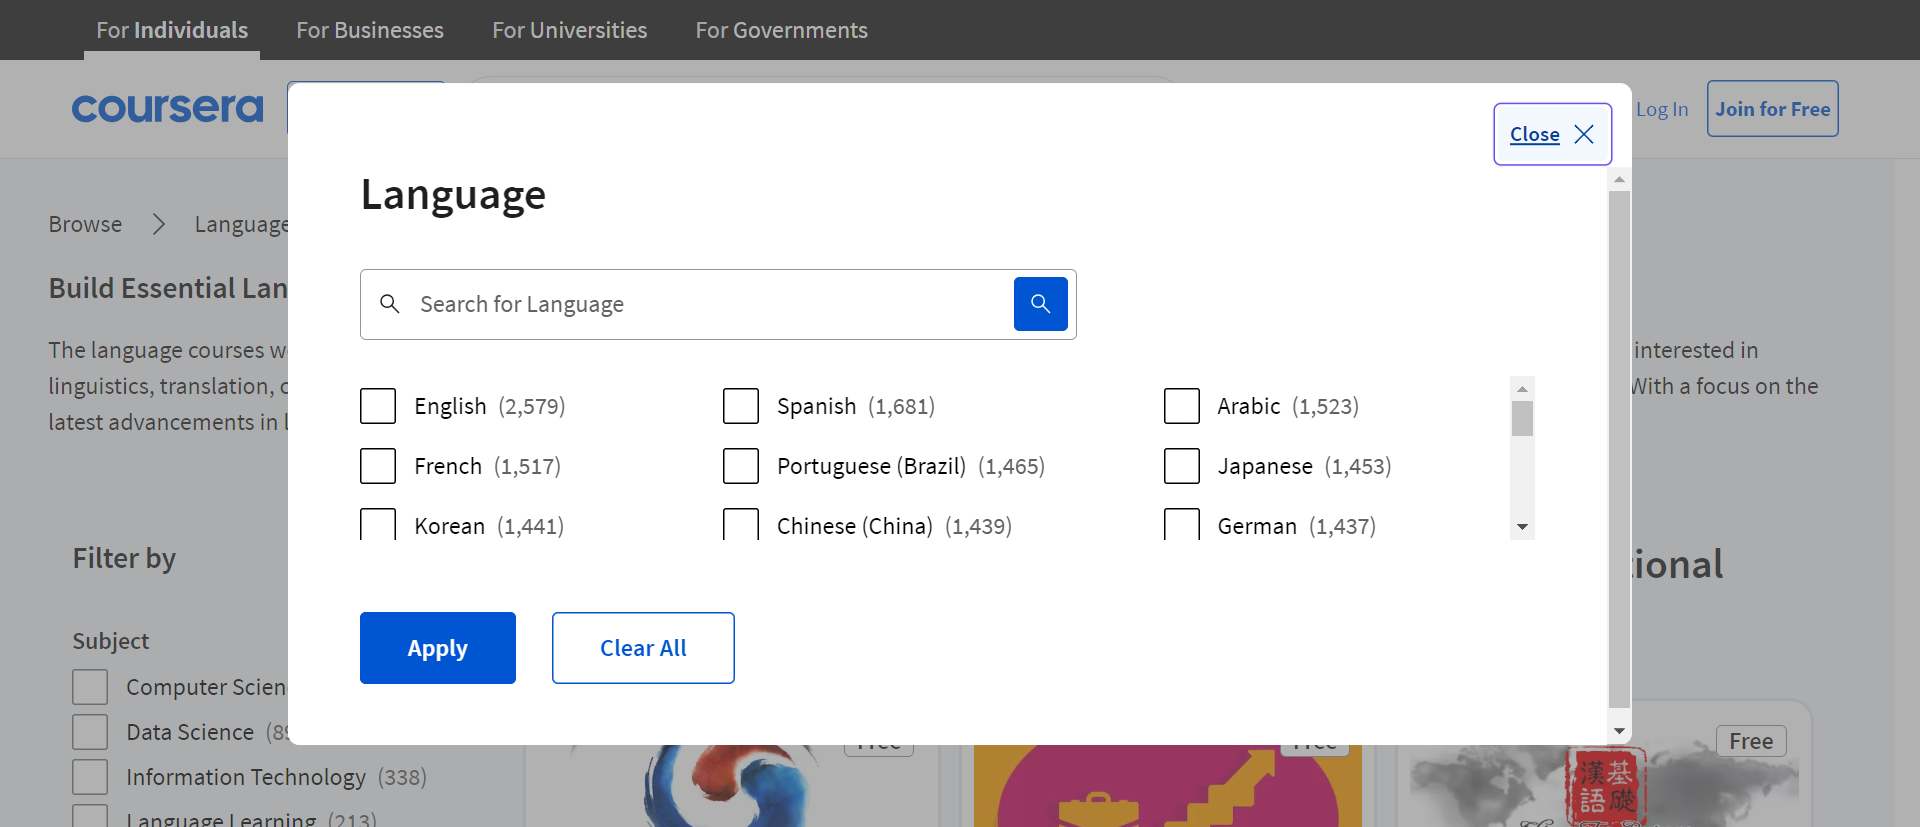 For Individuals
For Businesses
For Universities
For Governments
coursera
Log In
Join for Free
Close
Language
Search for Language
English (2,579)
Spanish (1,681)
Arabic (1,523)
French (1,517)
Portuguese (Brazil) (1,465)
Japanese (1,453)
Korean (1,441)
Chinese (China) (1,439)
German (1,437)
Apply
Clear All
Browse
Language
Build Essential Lan
The language courses w
interested in
linguistics, translation,
With a focus on the
latest advancements in l
Filter by
tional
Subject
Computer Scien
Data Science (89
Information Technology (338)
Language Learning (213)
Free
Free
Free
漢基
語礎